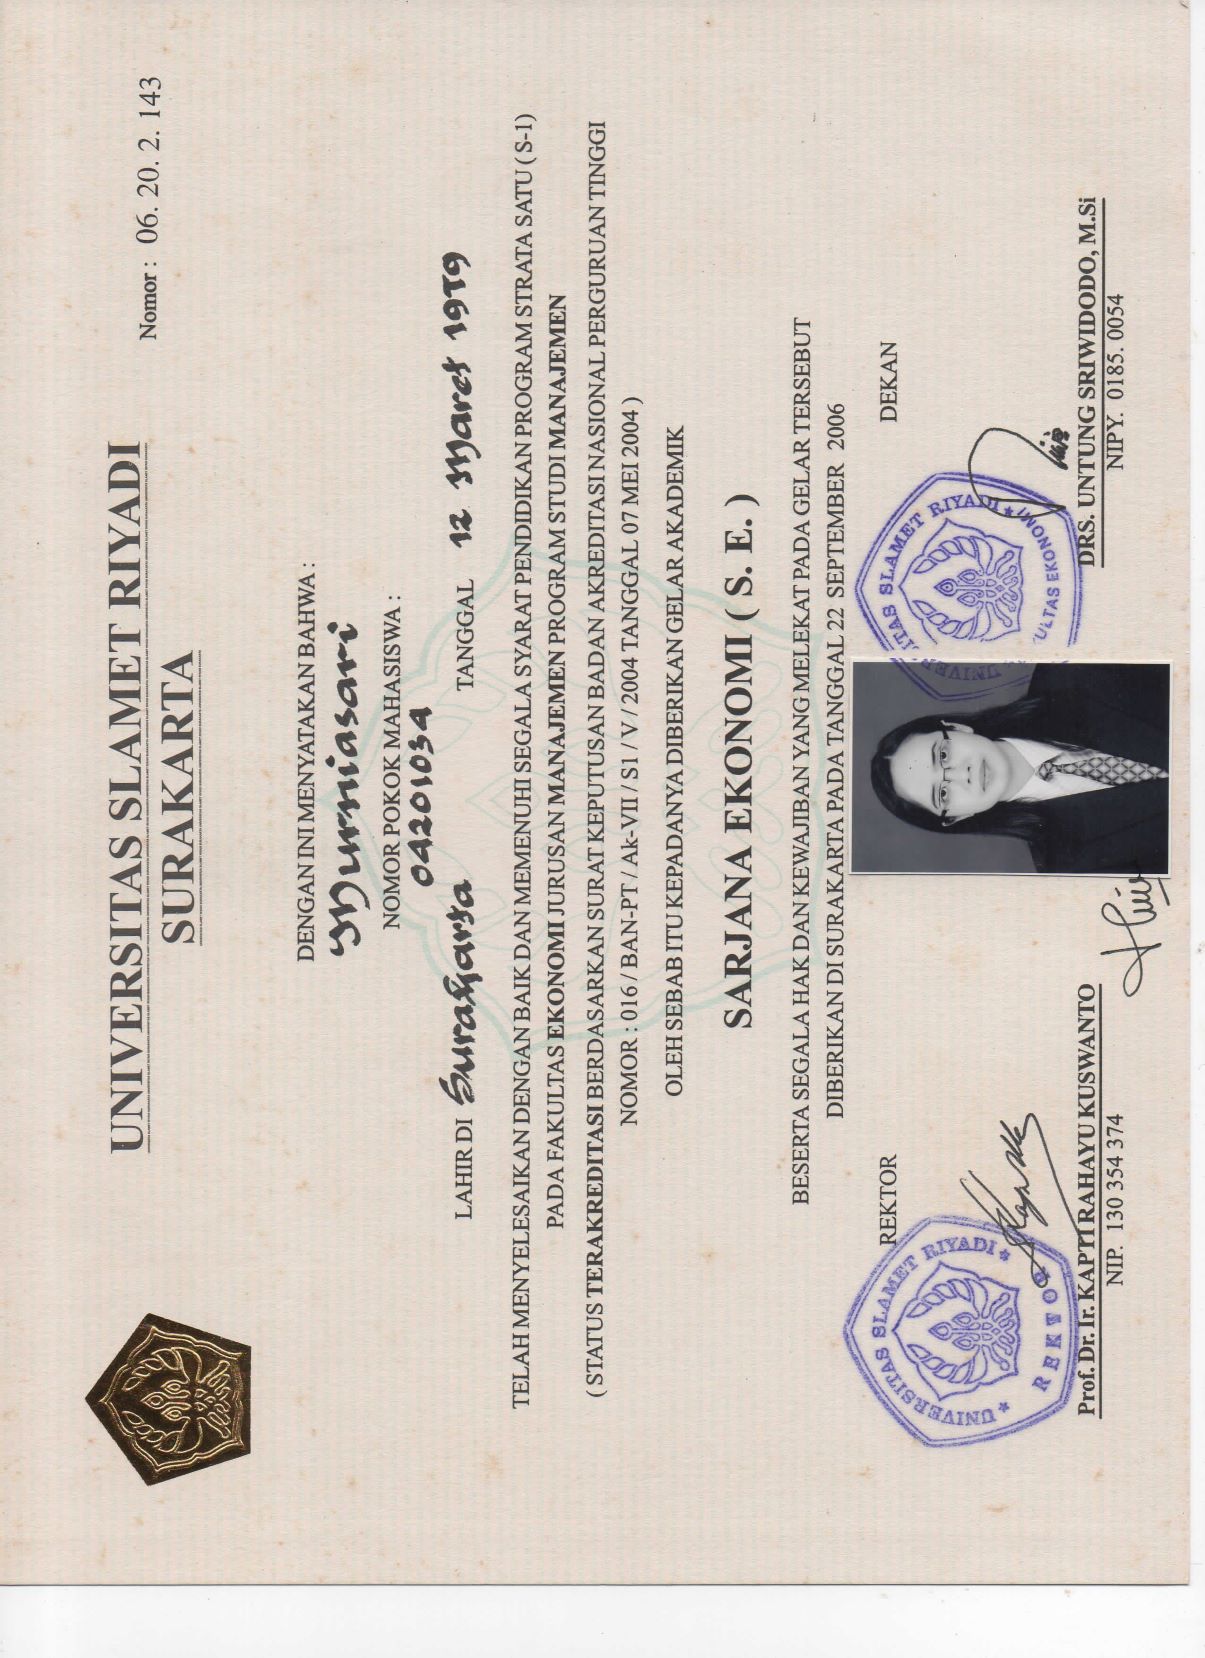 Nomor : 06. 20. 2. 143
UNIVERSITAS SLAMET RIYADI
SURAKARTA
DENGAN INI MENYATAKAN BAHWA :
Murniasari
NOMOR POKOK MAHASISWA :
04201034
LAHIR DI Surakarta TANGGAL 12 Maret 1979
TELAH MENYELESAIKAN DENGAN BAIK DAN MEMENUHI SEGALA SYARAT PENDIDIKAN PROGRAM STRATA SATU ( S-1)
PADA FAKULTAS EKONOMI JURUSAN MANAJEMEN PROGRAM STUDI MANAJEMEN
( STATUS TERAKREDITASI BERDASARKAN SURAT KEPUTUSAN BADAN AKREDITASI NASIONAL PERGURUAN TINGGI
NOMOR : 016 / BAN-PT / Ak-VII / S1 / V / 2004 TANGGAL 07 MEI 2004 )
OLEH SEBAB ITU KEPADANYA DIBERIKAN GELAR AKADEMIK
SARJANA EKONOMI ( S. E. )
BESERTA SEGALA HAK DAN KEWAJIBAN YANG MELEKAT PADA GELAR TERSEBUT
DIBERIKAN DI SURAKARTA PADA TANGGAL 22 SEPTEMBER 2006
REKTOR
UNIVERSITAS SLAMET RIYADI
REKTOR
Prof. Dr. Ir. KAPTI RAHAYU KUSWANTO
NIP. 130 354 374
DEKAN
UNIVERSITAS SLAMET RIYADI
ULTAS EKONOMI
DRS. UNTUNG SRIWIDODO, M.Si
NIPY. 0185. 0054